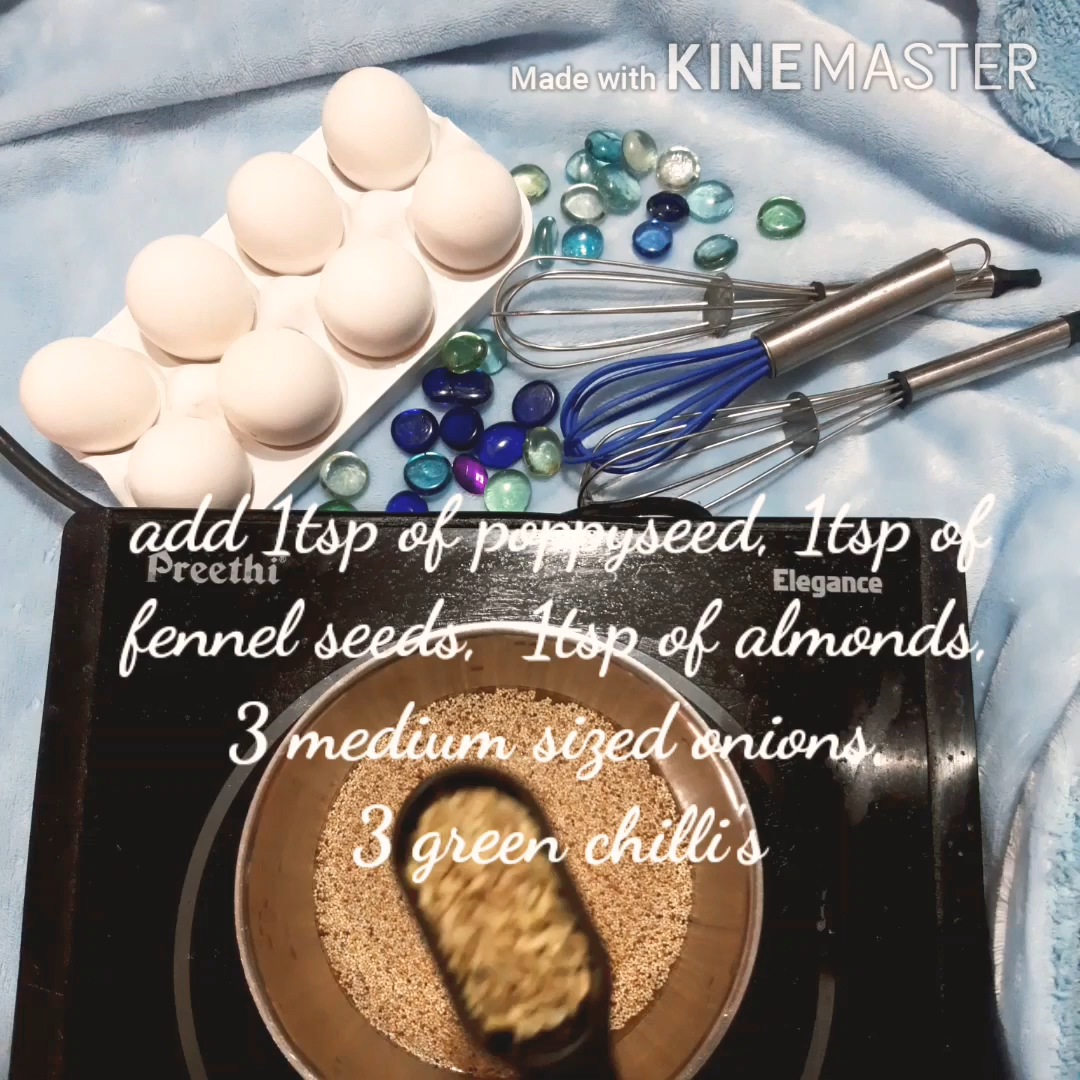 Made with KINEMASTER
add 1tsp of poppyseed, 1tsp of
Preethi Elegance
fennel seeds, 1tsp of almonds,
3 medium sized onions
3 green chilli's